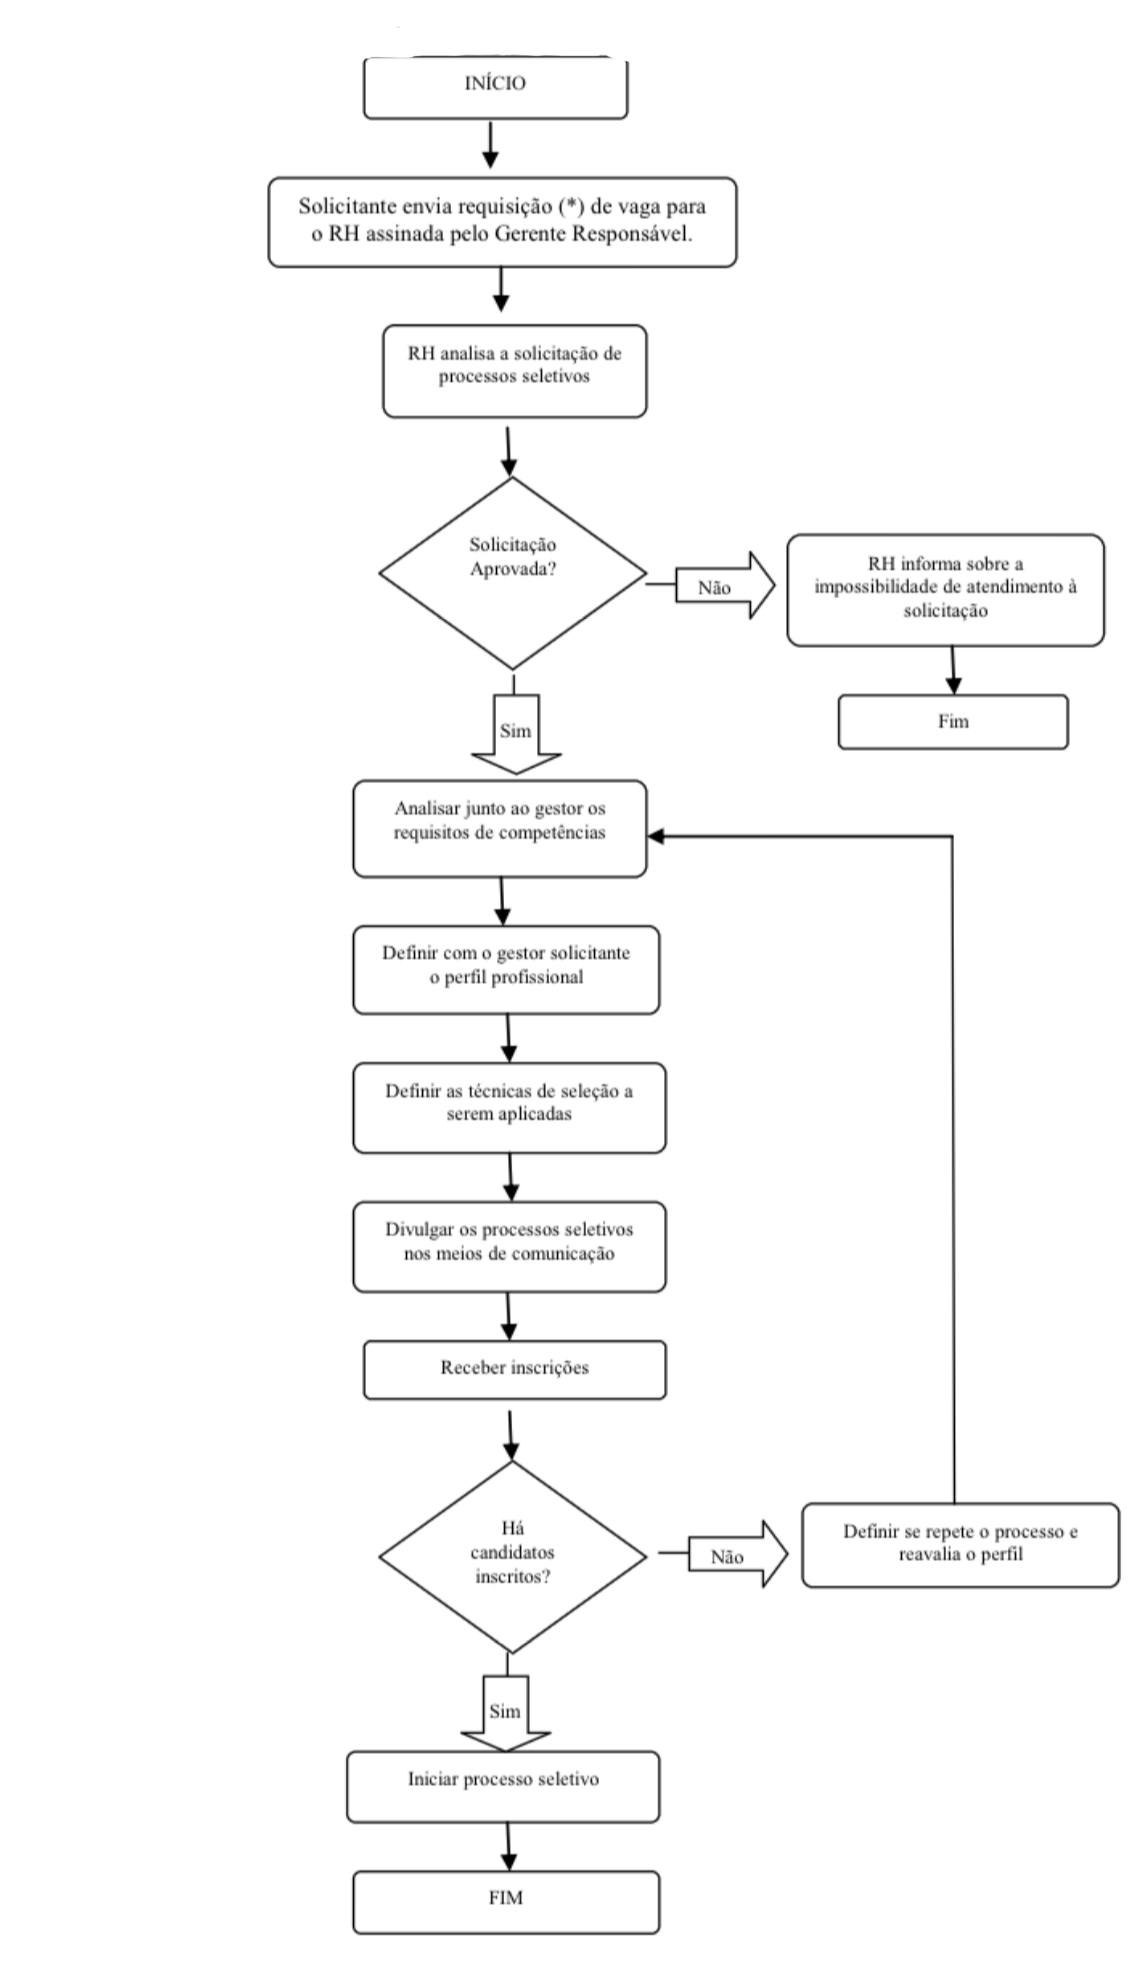 INÍCIO
Solicitante envia requisição (*) de vaga para
o RH assinada pelo Gerente Responsável.
RH analisa a solicitação de
processos seletivos
Solicitação
Aprovada?
Não
RH informa sobre a
impossibilidade de atendimento à
solicitação
Fim
Sim
Analisar junto ao gestor os
requisitos de competências
Definir com o gestor solicitante
o perfil profissional
Definir as técnicas de seleção a
serem aplicadas
Divulgar os processos seletivos
nos meios de comunicação
Receber inscrições
Há
candidatos
inscritos?
Não
Definir se repete o processo e
reavalia o perfil
Sim
Iniciar processo seletivo
FIM